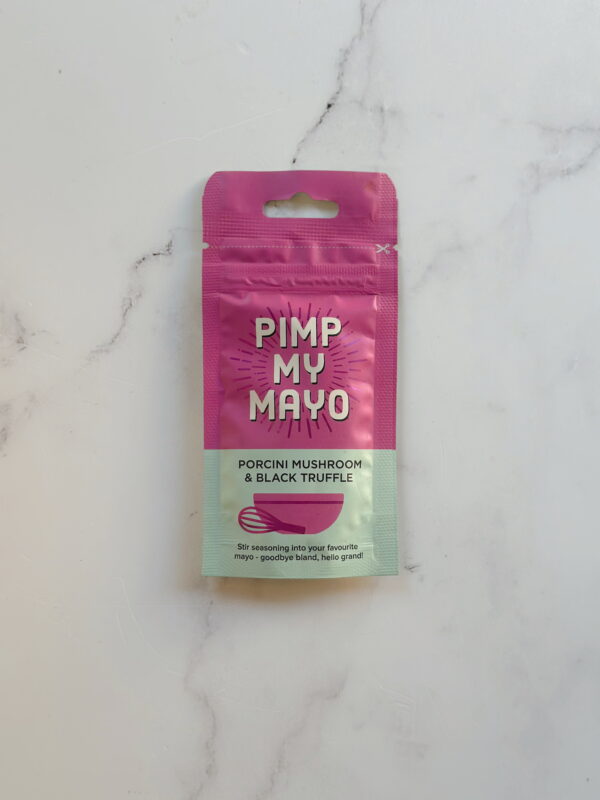 PIMP
MY
MAYO
PORCINI MUSHROOM
& BLACK TRUFFLE
Stir seasoning into your favourite
mayo - goodbye bland, hello grand!